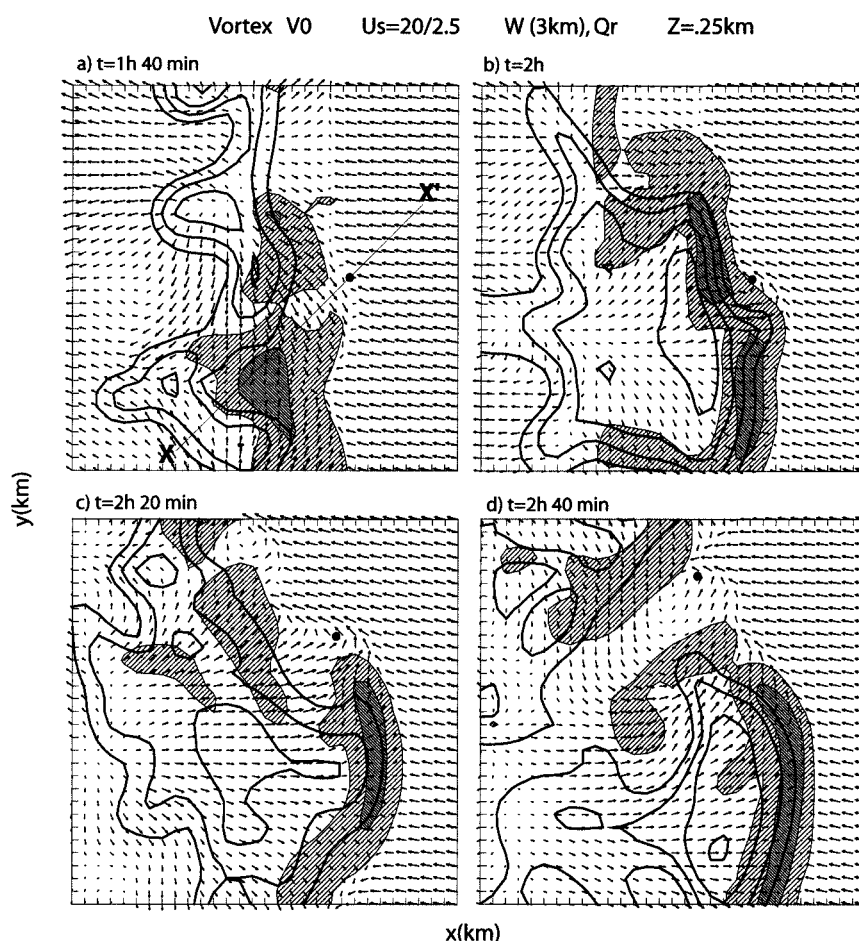 Vortex V0 Us=20/2.5 W (3km), Qr Z=.25km
a) t=1h 40 min
b) t=2h
X'
X
y(km)
c) t=2h 20 min
d) t=2h 40 min
x(km)